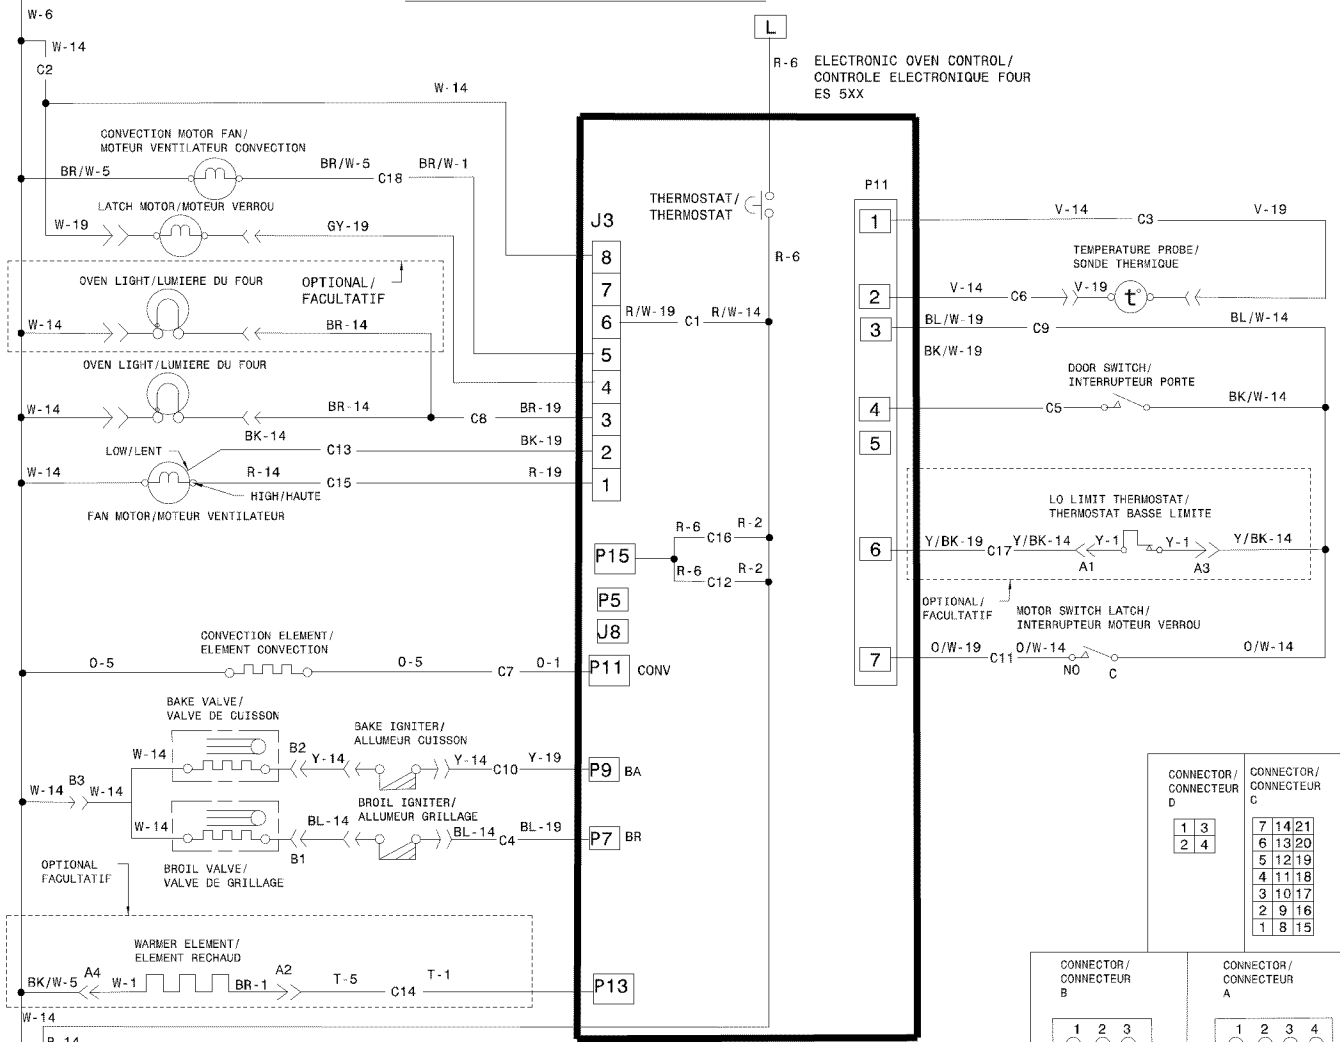 W-6
W-14
C2
W-14
L
R-6
ELECTRONIC OVEN CONTROL/
CONTROLE ELECTRONIQUE FOUR
ES 5XX
CONVECTION MOTOR FAN/
MOTEUR VENTILATEUR CONVECTION
BR/W-5
BR/W-5
C18
BR/W-1
LATCH MOTOR/MOTEUR VERROU
W-19
GY-19
THERMOSTAT/
THERMOSTAT
R-6
J3
8
7
6
5
4
3
2
1
OVEN LIGHT/LUMIERE DU FOUR
OPTIONAL/
FACULTATIF
W-14
BR-14
R/W-19
C1
R/W-14
OVEN LIGHT/LUMIERE DU FOUR
W-14
BR-14
C8
BR-19
BK-14
C13
BK-19
LOW/LENT
W-14
R-14
C15
R-19
HIGH/HAUTE
FAN MOTOR/MOTEUR VENTILATEUR
P11
1
2
3
4
5
6
7
V-14
C3
V-19
TEMPERATURE PROBE/
SONDE THERMIQUE
V-14
C6
V-19
t°
BL/W-19
C9
BL/W-14
BK/W-19
DOOR SWITCH/
INTERRUPTEUR PORTE
C5
BK/W-14
LO LIMIT THERMOSTAT/
THERMOSTAT BASSE LIMITE
Y/BK-19
C17
Y/BK-14
Y-1
Y-1
Y/BK-14
A1
A3
OPTIONAL/
FACULTATIF
MOTOR SWITCH LATCH/
INTERRUPTEUR MOTEUR VERROU
O/W-19
C11
O/W-14
NO
C
O/W-14
P15
R-6
C16
R-2
R-6
C12
R-2
P5
J8
P11
CONV
CONVECTION ELEMENT/
ELEMENT CONVECTION
O-5
O-5
C7
O-1
BAKE VALVE/
VALVE DE CUISSON
BAKE IGNITER/
ALLUMEUR CUISSON
W-14
B2
Y-14
Y-14
C10
Y-19
P9
BA
W-14
B3
W-14
BROIL IGNITER/
ALLUMEUR GRILLAGE
W-14
B1
BL-14
BL-14
C4
BL-19
P7
BR
BROIL VALVE/
VALVE DE GRILLAGE
OPTIONAL
FACULTATIF
WARMER ELEMENT/
ELEMENT RECHAUD
BK/W-5
A4
W-1
BR-1
A2
T-5
C14
T-1
P13
W-14
CONNECTOR/
CONNECTEUR
D
1 3
2 4
CONNECTOR/
CONNECTEUR
C
7 14 21
6 13 20
5 12 19
4 11 18
3 10 17
2 9 16
1 8 15
CONNECTOR/
CONNECTEUR
B
1 2 3
CONNECTOR/
CONNECTEUR
A
1 2 3 4